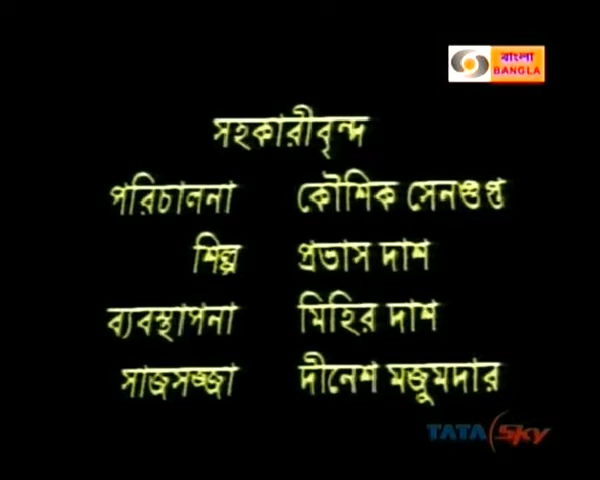 বাংলা
BANGLA
সহকারীবৃন্দ
পরিচালনা কৌশিক সেনগুপ্ত
শিল্প প্রভাস দাশ
ব্যবস্থাপনা মিহির দাশ
সাজসজ্জা দীনেশ মজুমদার
TATA Sky